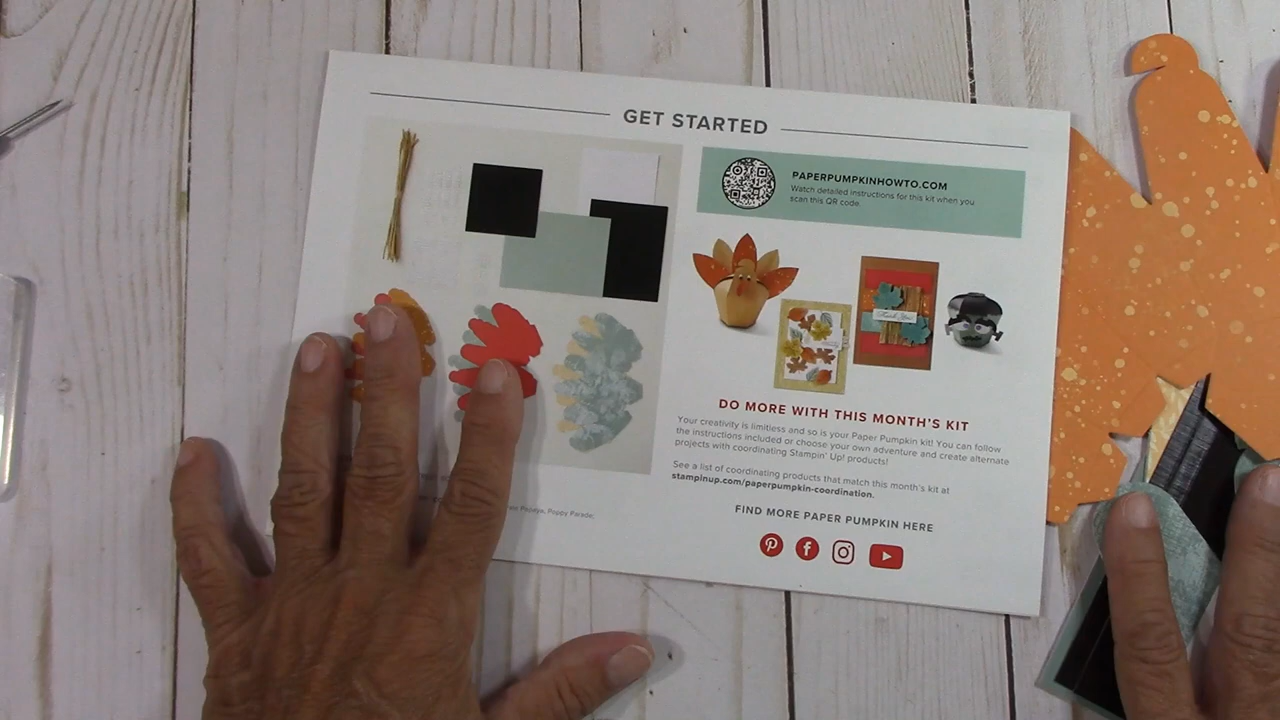 GET STARTED
PAPERPUMPKINHOWTO.COM
Watch detailed instructions for this kit when you
scan this QR code.
Thank You
DO MORE WITH THIS MONTH'S KIT
Your creativity is limitless and so is your Paper Pumpkin kit! You can follow
the instructions included or choose your own adventure and create alternate
projects with coordinating Stampin' Up! products!
See a list of coordinating products that match this month's kit at
stampinup.com/paperpumpkin-coordination.
Papaya, Poppy Parade;
FIND MORE PAPER PUMPKIN HERE